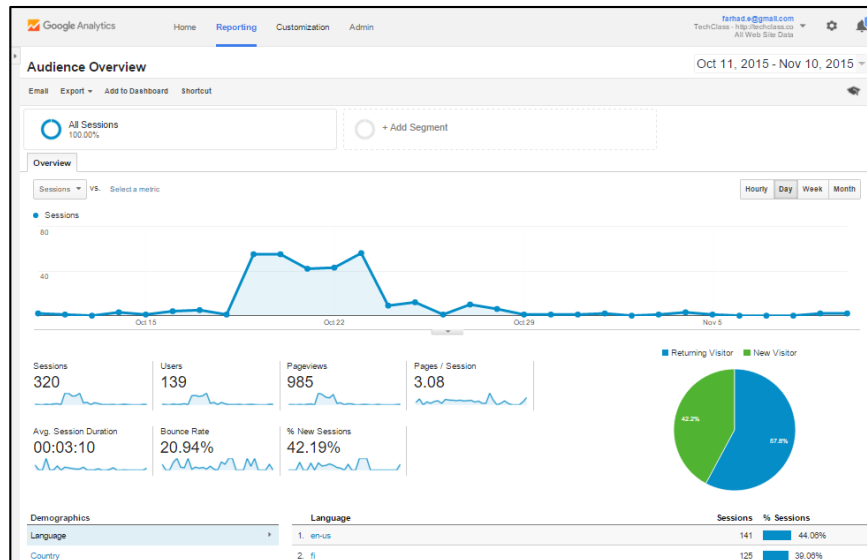 Google Analytics Home Reporting Customization Admin
farhad.e@gmail.com
TechClass - http://techclass.co
All Web Site Data
Audience Overview
Oct 11, 2015 - Nov 10, 2015
Email Export Add to Dashboard Shortcut
All Sessions
100.00%
+ Add Segment
Overview
Sessions VS. Select a metric
Hourly Day Week Month
Sessions
80
40
Oct 15 Oct 22 Oct 29 Nov 5
Returning Visitor New Visitor
Sessions Users Pageviews Pages / Session
320 139 985 3.08
42.2%
57.8%
Avg. Session Duration Bounce Rate % New Sessions
00:03:10 20.94% 42.19%
Demographics Language Sessions % Sessions
Language 1. en-us 141 44.06%
Country 2. fi 125 39.06%